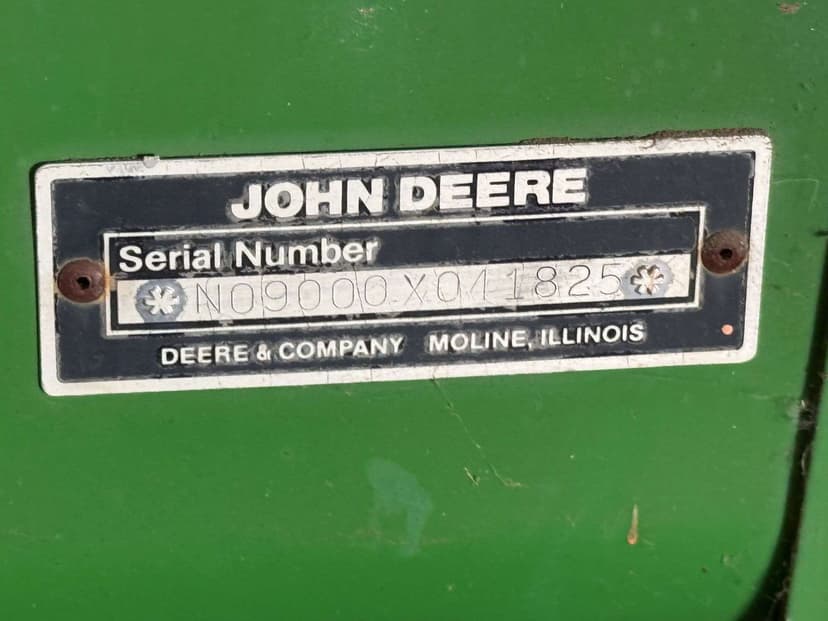 JOHN DEERE
Serial Number
*N09000X041825*
DEERE & COMPANY MOLINE, ILLINOIS